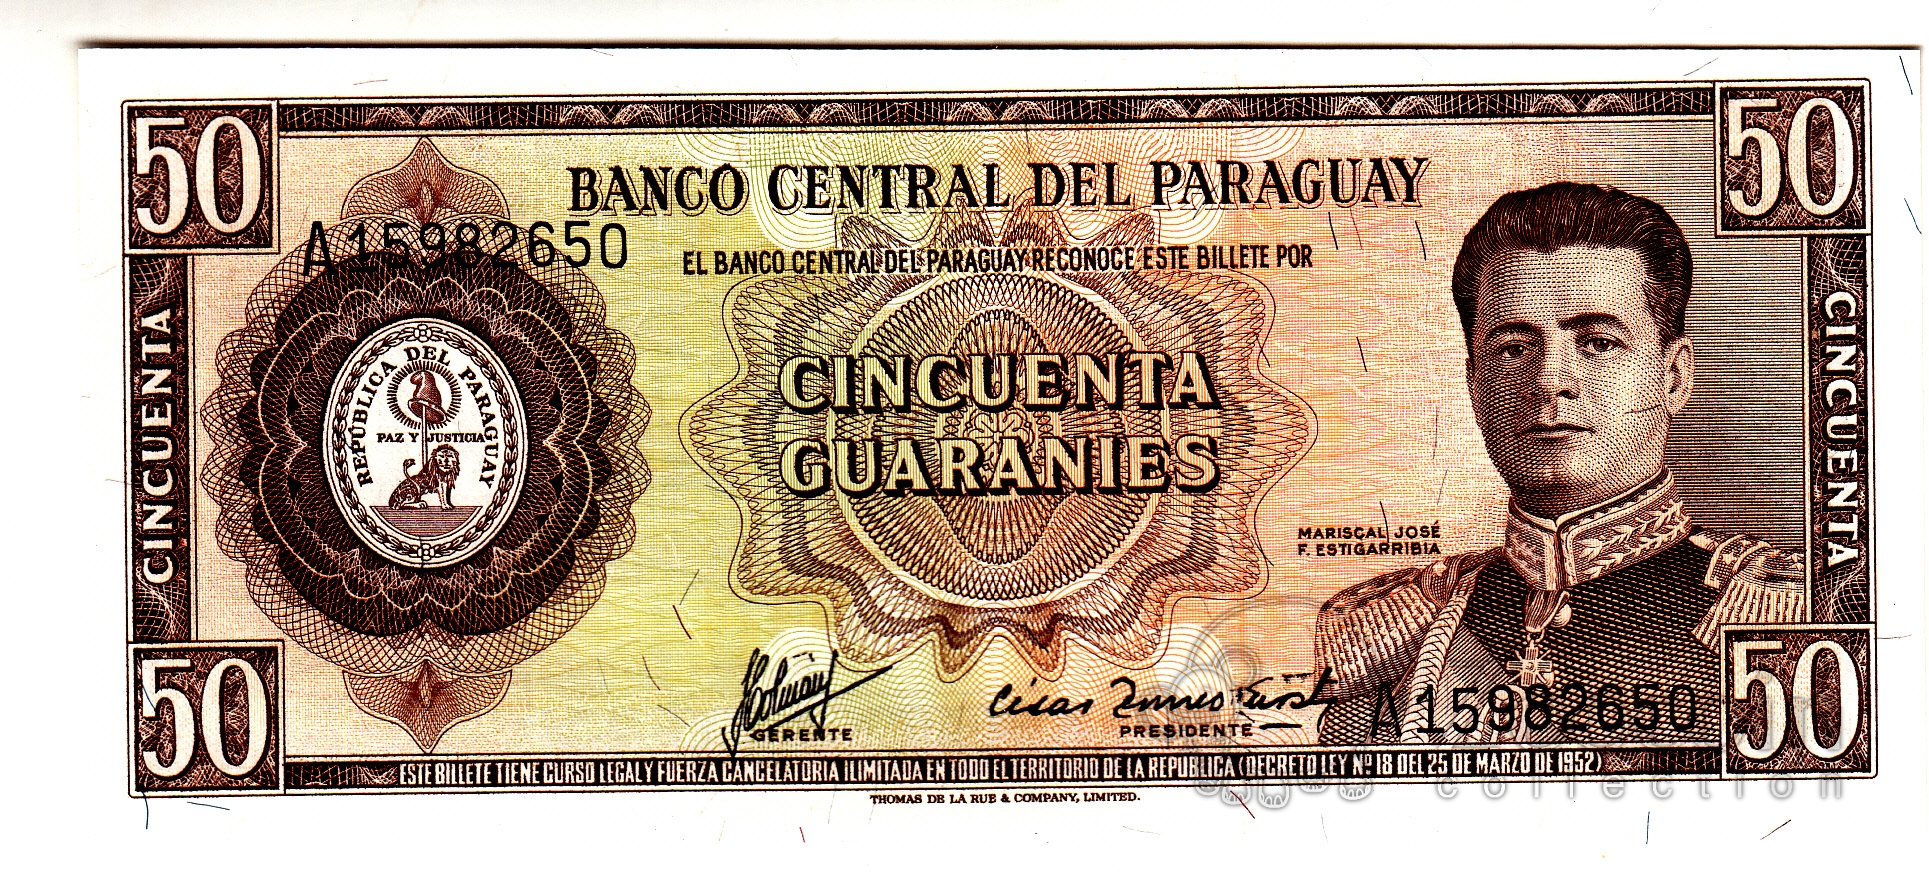 50
50
BANCO CENTRAL DEL PARAGUAY
A15982650
EL BANCO CENTRAL DEL PARAGUAY RECONOCE ESTE BILLETE POR
CINCUENTA
REPÚBLICA DEL PARAGUAY
PAZ Y JUSTICIA
CINCUENTA
GUARANIES
CINCUENTA
MARISCAL JOSÉ
F. ESTIGARRIBIA
50
GERENTE
César
PRESIDENTE
A15982650
50
ESTE BILLETE TIENE CURSO LEGAL Y FUERZA CANCELATORIA ILIMITADA EN TODO EL TERRITORIO DE LA REPUBLICA (DECRETO LEY Nº 18 DEL 25 DE MARZO DE 1952)
THOMAS DE LA RUE & COMPANY, LIMITED.
collection